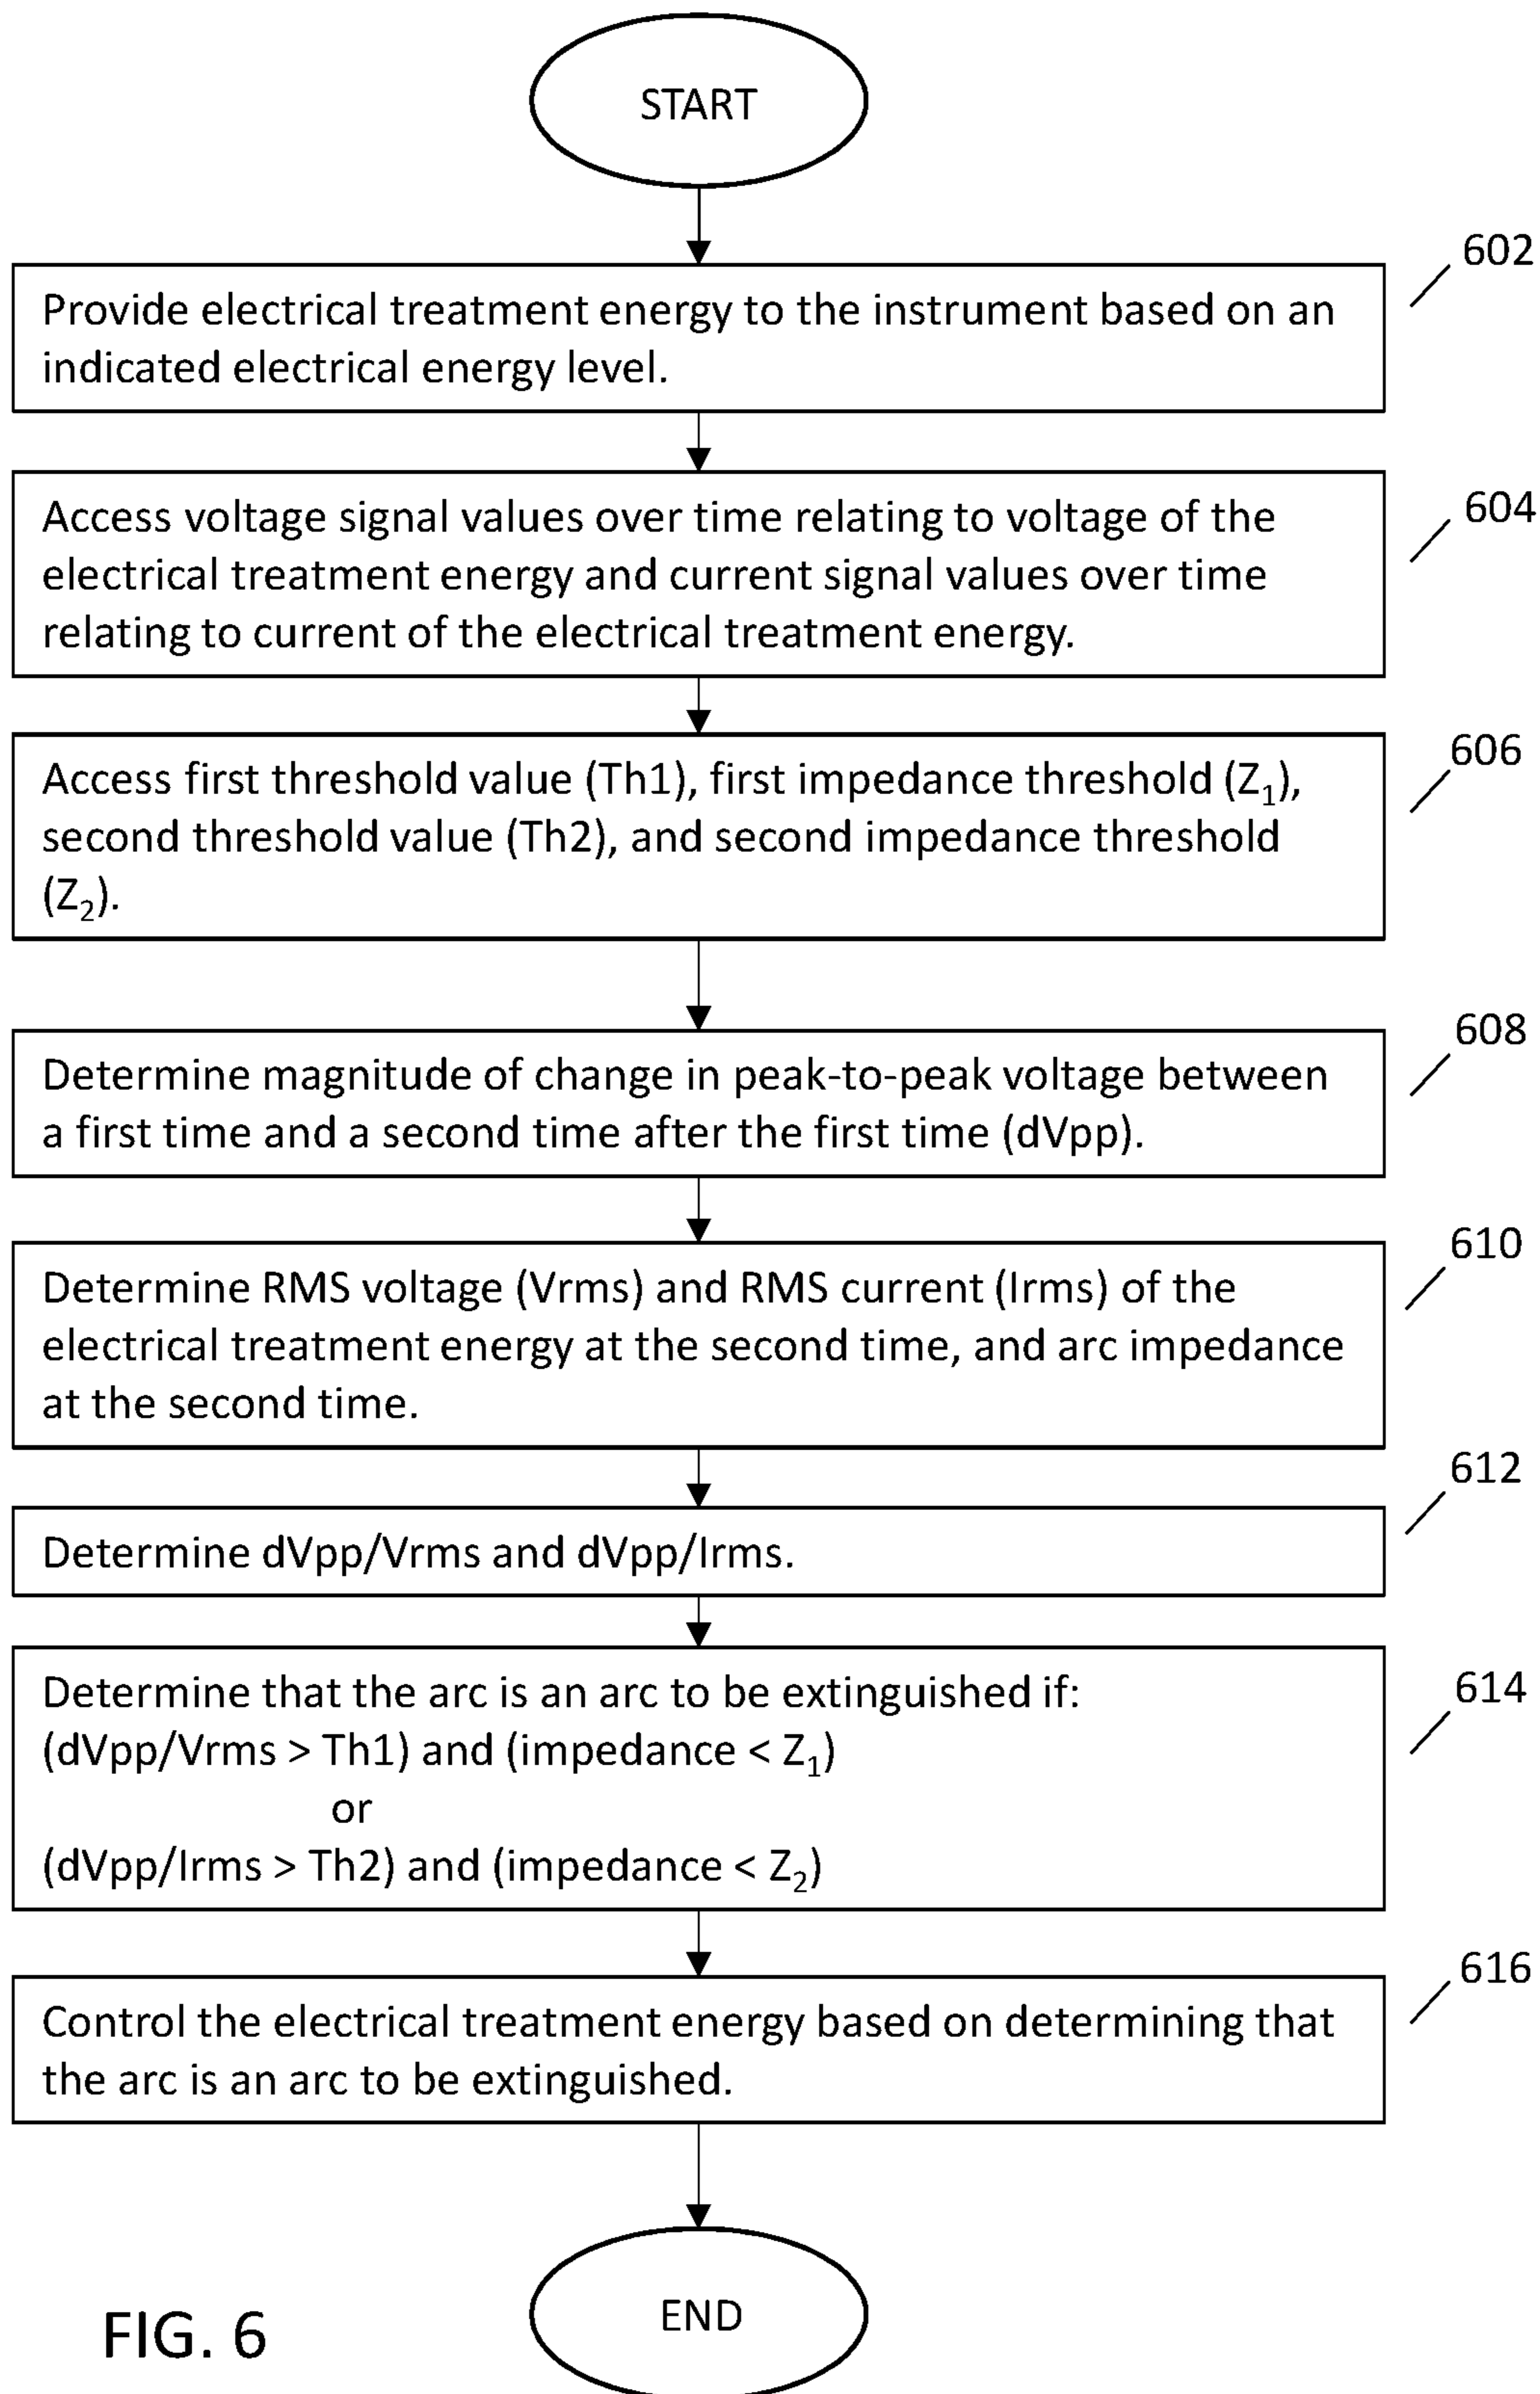 START
602
Provide electrical treatment energy to the instrument based on an
indicated electrical energy level.
604
Access voltage signal values over time relating to voltage of the
electrical treatment energy and current signal values over time
relating to current of the electrical treatment energy.
606
Access first threshold value (Th1), first impedance threshold (Z₁),
second threshold value (Th2), and second impedance threshold
(Z₂).
608
Determine magnitude of change in peak-to-peak voltage between
a first time and a second time after the first time (dVpp).
610
Determine RMS voltage (Vrms) and RMS current (Irms) of the
electrical treatment energy at the second time, and arc impedance
at the second time.
612
Determine dVpp/Vrms and dVpp/Irms.
614
Determine that the arc is an arc to be extinguished if:
(dVpp/Vrms > Th1) and (impedance < Z₁)
or
(dVpp/Irms > Th2) and (impedance < Z₂)
616
Control the electrical treatment energy based on determining that
the arc is an arc to be extinguished.
END
FIG. 6